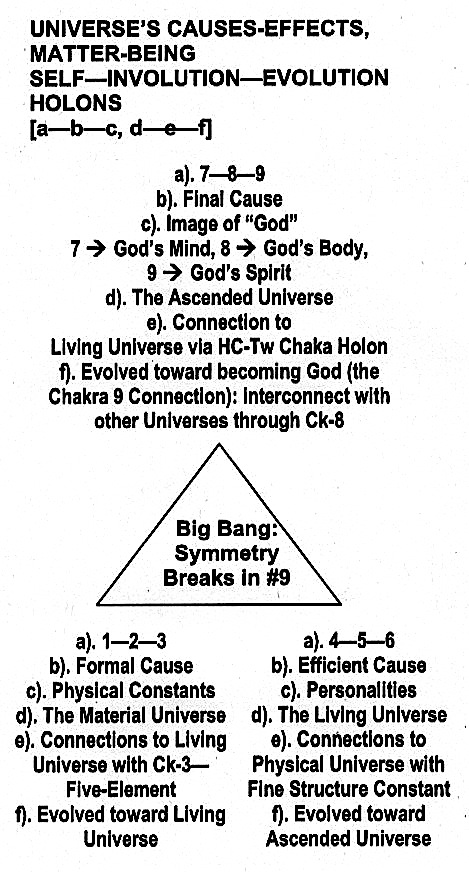 UNIVERSE'S CAUSES-EFFECTS,
MATTER-BEING
SELF—INVOLUTION—EVOLUTION
HOLONS
[a—b—c, d—e—f]
a). 7—8—9
b). Final Cause
c). Image of "God"
7 → God's Mind, 8 → God's Body,
9 → God's Spirit
d). The Ascended Universe
e). Connection to
Living Universe via HC-Tw Chaka Holon
f). Evolved toward becoming God (the
Chakra 9 Connection): Interconnect with
other Universes through Ck-8
Big Bang:
Symmetry
Breaks in #9
a). 1—2—3
b). Formal Cause
c). Physical Constants
d). The Material Universe
e). Connections to Living
Universe with Ck-3—
Five-Element
f). Evolved toward Living
Universe
a). 4—5—6
b). Efficient Cause
c). Personalities
d). The Living Universe
e). Connections to
Physical Universe with
Fine Structure Constant
f). Evolved toward
Ascended Universe